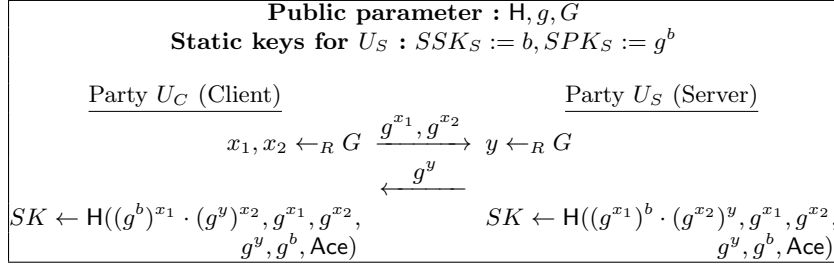 Public parameter : H, g, G
Static keys for U_S : SSK_S := b, SPK_S := g^b
Party U_C (Client) Party U_S (Server)
x_1, x_2 ←_R G g^{x_1}, g^{x_2} y ←_R G
g^y
SK ← H((g^b)^{x_1} · (g^y)^{x_2}, g^{x_1}, g^{x_2}, SK ← H((g^{x_1})^b · (g^{x_2})^y, g^{x_1}, g^{x_2},
g^y, g^b, Ace) g^y, g^b, Ace)